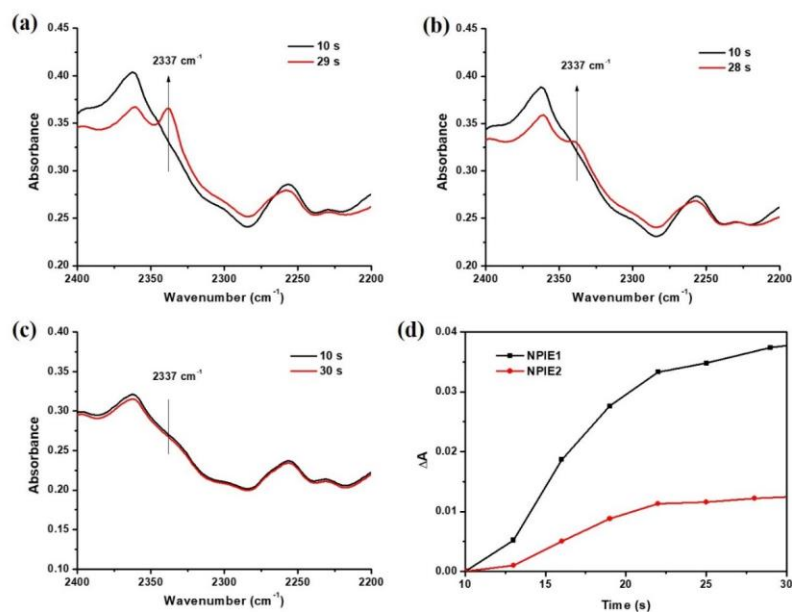 (a)
0.45
0.40
0.35
0.30
0.25
0.20
Absorbance
2337 cm⁻¹
10 s
29 s
2400
2350
2300
2250
2200
Wavenumber (cm⁻¹)
(b)
0.45
0.40
0.35
0.30
0.25
0.20
Absorbance
2337 cm⁻¹
10 s
28 s
2400
2350
2300
2250
2200
Wavenumber (cm⁻¹)
(c)
0.40
0.35
0.30
0.25
0.20
0.15
0.10
Absorbance
2337 cm⁻¹
10 s
30 s
2400
2350
2300
2250
2200
Wavenumber (cm⁻¹)
(d)
0.04
0.03
0.02
0.01
0.00
ΔA
NPIE1
NPIE2
10
15
20
25
30
Time (s)